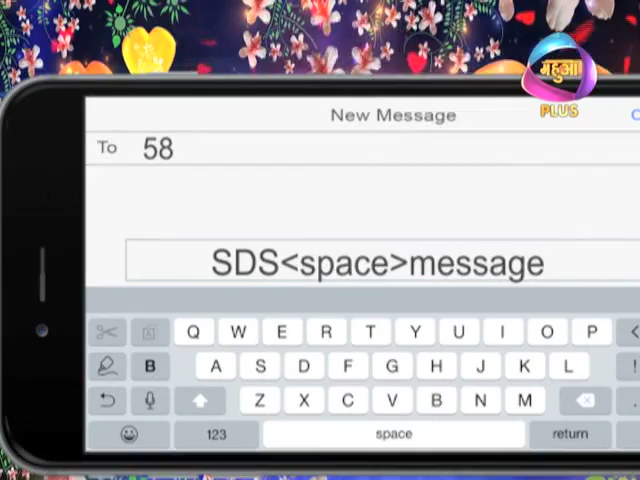 महुआ
PLUS
New Message
To 58
SDS<space>message
Q W E R T Y U I O P
B A S D F G H J K L !
Z X C V B N M .
123 space return